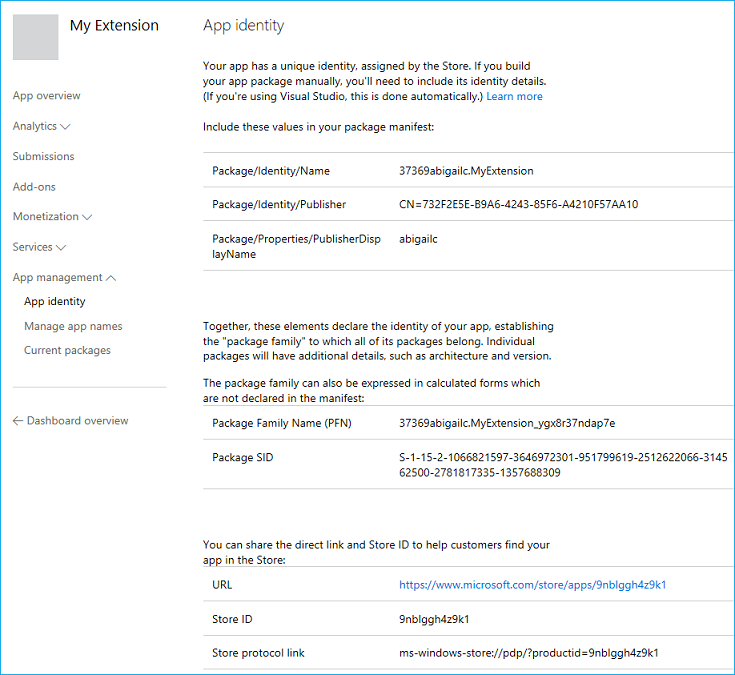 My Extension
App overview
Analytics
Submissions
Add-ons
Monetization
Services
App management
App identity
Manage app names
Current packages
Dashboard overview
App identity
Your app has a unique identity, assigned by the Store. If you build
your app package manually, you'll need to include its identity details.
(If you're using Visual Studio, this is done automatically.) Learn more
Include these values in your package manifest:
Package/Identity/Name 37369abigailc.MyExtension
Package/Identity/Publisher CN=732F2E5E-B9A6-4243-85F6-A4210F57AA10
Package/Properties/PublisherDisp abigailc
layName
Together, these elements declare the identity of your app, establishing
the "package family" to which all of its packages belong. Individual
packages will have additional details, such as architecture and version.
The package family can also be expressed in calculated forms which
are not declared in the manifest:
Package Family Name (PFN) 37369abigailc.MyExtension_ygx8r37ndap7e
Package SID S-1-15-2-1066821597-3646972301-951799619-2512622066-3145
62500-2781817335-1357688309
You can share the direct link and Store ID to help customers find your
app in the Store:
URL https://www.microsoft.com/store/apps/9nblggh4z9k1
Store ID 9nblggh4z9k1
Store protocol link ms-windows-store://pdp/?productid=9nblggh4z9k1